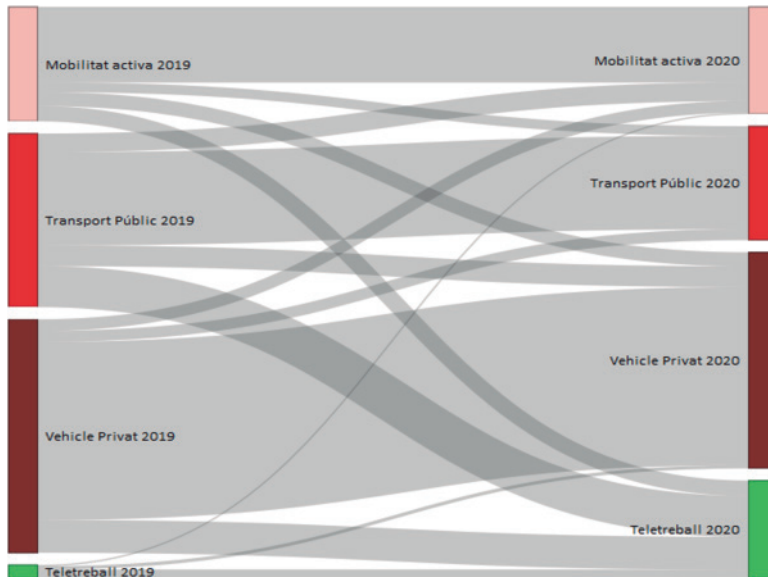 Mobilitat activa 2019
Mobilitat activa 2020
Transport Públic 2020
Transport Públic 2019
Vehicle Privat 2020
Vehicle Privat 2019
Teletreball 2020
Teletreball 2019